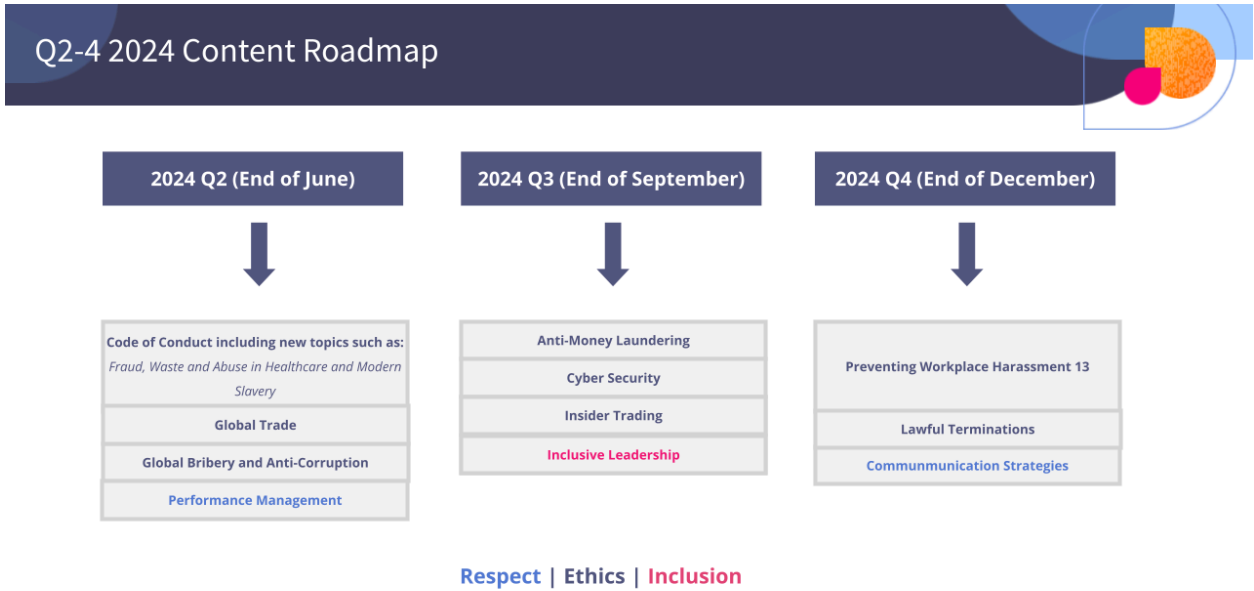 Q2-4 2024 Content Roadmap
2024 Q2 (End of June)
Code of Conduct including new topics such as:
Fraud, Waste and Abuse in Healthcare and Modern
Slavery
Global Trade
Global Bribery and Anti-Corruption
Performance Management
2024 Q3 (End of September)
Anti-Money Laundering
Cyber Security
Insider Trading
Inclusive Leadership
2024 Q4 (End of December)
Preventing Workplace Harassment 13
Lawful Terminations
Communmunication Strategies
Respect | Ethics | Inclusion